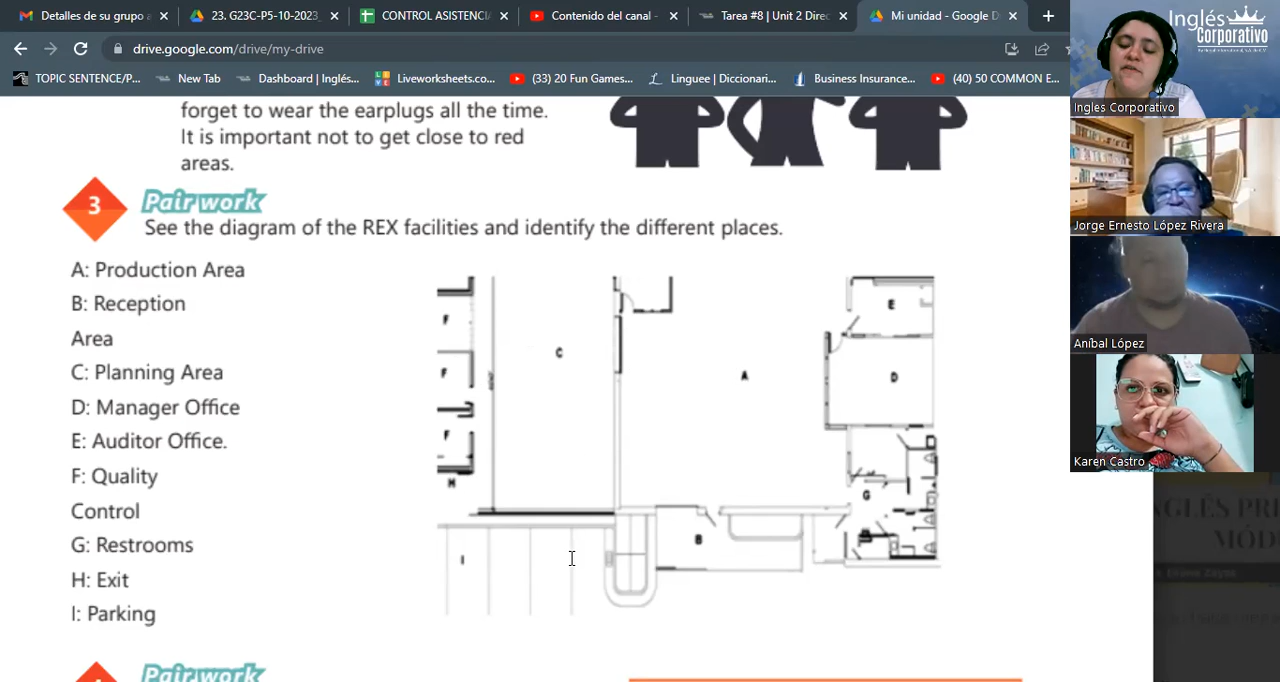 Detalles de su grupo a
23. G23C-P5-10-2023_
CONTROL ASISTENCIA
Contenido del canal -
Tarea #8 | Unit 2 Direc
Mi unidad - Google D
drive.google.com/drive/my-drive
TOPIC SENTENCE/P...
New Tab
Dashboard | Inglés...
Liveworksheets.co...
(33) 20 Fun Games...
Linguee | Diccionari...
Business Insurance...
(40) 50 COMMON E...
forget to wear the earplugs all the time.
It is important not to get close to red
areas.
3
Pair work
See the diagram of the REX facilities and identify the different places.
A: Production Area
B: Reception
Area
C: Planning Area
D: Manager Office
E: Auditor Office.
F: Quality
Control
G: Restrooms
H: Exit
I: Parking
F
F
F
H
I
C
A
B
E
D
G
Pair work
Inglés
Corporativo
Ingles Corporativo
Jorge Ernesto López Rivera
Aníbal López
Karen Castro